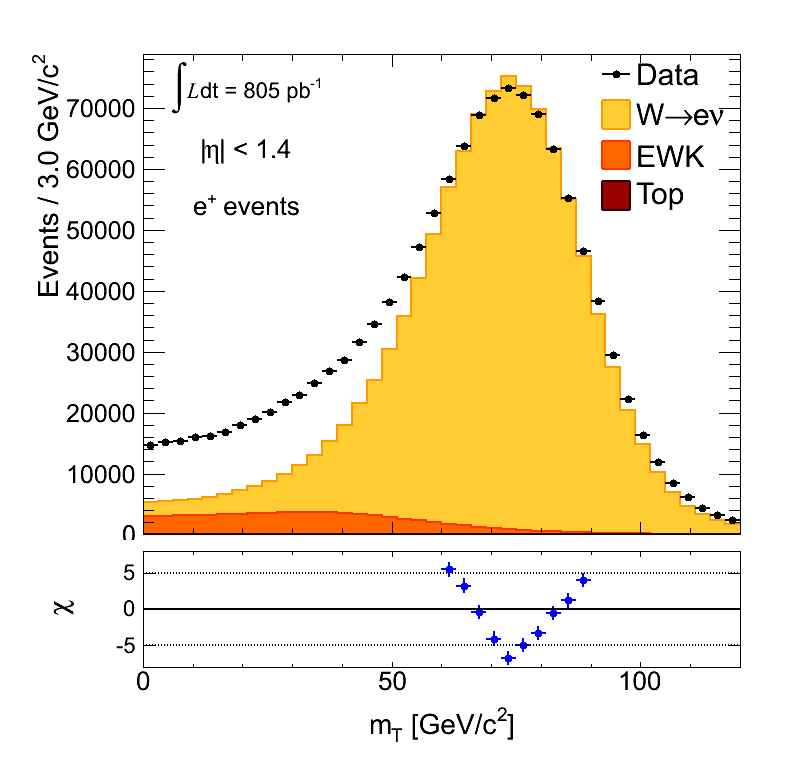 Events / 3.0 GeV/c²
∫Ldt = 805 pb⁻¹
|η| < 1.4
e⁺ events
Data
W→eν
EWK
Top
70000
60000
50000
40000
30000
20000
10000
0
χ
5
0
-5
0 50 100
m_T [GeV/c²]